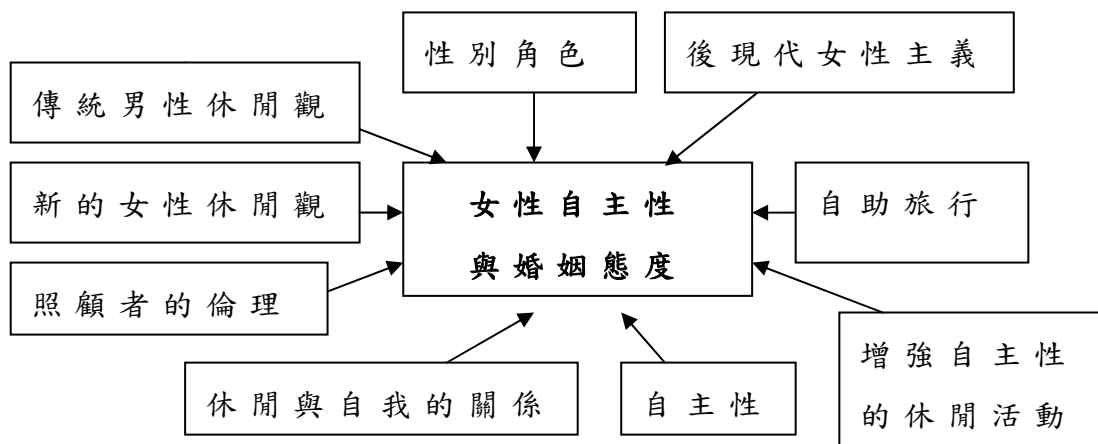 性別角色
後現代女性主義
傳統男性休閒觀
新的女性休閒觀
女性自主性
與婚姻態度
自助旅行
照顧者的倫理
休閒與自我的關係
自主性
增強自主性
的休閒活動